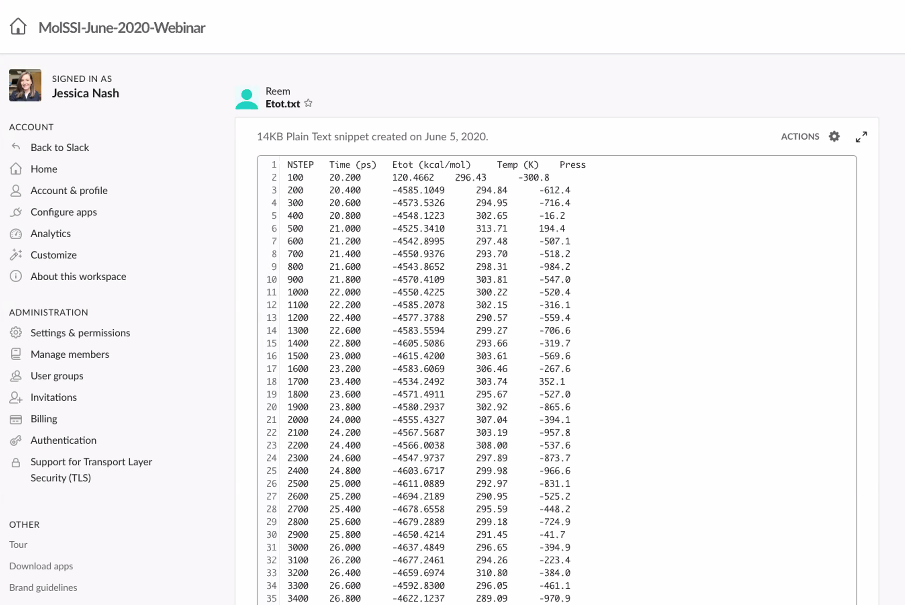 MolSSI-June-2020-Webinar
SIGNED IN AS
Jessica Nash
ACCOUNT
Back to Slack
Home
Account & profile
Configure apps
Analytics
Customize
About this workspace
ADMINISTRATION
Settings & permissions
Manage members
User groups
Invitations
Billing
Authentication
Support for Transport Layer
Security (TLS)
OTHER
Tour
Download apps
Brand guidelines
Reem
Etot.txt
14KB Plain Text snippet created on June 5, 2020.
ACTIONS
1 NSTEP Time (ps) Etot (kcal/mol) Temp (K) Press
2 100 20.200 120.4662 296.43 -300.8
3 200 20.400 -4585.1049 294.84 -612.4
4 300 20.600 -4573.5326 294.95 -716.4
5 400 20.800 -4548.1223 302.65 -16.2
6 500 21.000 -4525.3410 313.71 194.4
7 600 21.200 -4542.8995 297.48 -507.1
8 700 21.400 -4550.9376 293.70 -518.2
9 800 21.600 -4543.8652 298.31 -984.2
10 900 21.800 -4570.4109 303.81 -547.0
11 1000 22.000 -4550.4225 300.22 -520.4
12 1100 22.200 -4585.2078 302.15 -316.1
13 1200 22.400 -4577.3788 290.57 -559.4
14 1300 22.600 -4583.5594 299.27 -706.6
15 1400 22.800 -4605.5086 293.66 -319.7
16 1500 23.000 -4615.4200 303.61 -569.6
17 1600 23.200 -4583.6069 306.46 -267.6
18 1700 23.400 -4534.2492 303.74 352.1
19 1800 23.600 -4571.4911 295.67 -527.0
20 1900 23.800 -4580.2937 302.92 -865.6
21 2000 24.000 -4555.4327 307.04 -394.1
22 2100 24.200 -4567.5687 303.19 -957.8
23 2200 24.400 -4566.0038 308.00 -537.6
24 2300 24.600 -4547.9737 297.89 -873.7
25 2400 24.800 -4603.6717 299.98 -966.6
26 2500 25.000 -4611.0889 292.97 -831.1
27 2600 25.200 -4694.2189 290.95 -525.2
28 2700 25.400 -4678.6558 295.59 -448.2
29 2800 25.600 -4679.2889 299.18 -724.9
30 2900 25.800 -4650.4214 291.45 -41.7
31 3000 26.000 -4637.4849 296.65 -394.9
32 3100 26.200 -4677.2461 294.26 -223.4
33 3200 26.400 -4659.6974 310.80 -384.0
34 3300 26.600 -4592.8300 296.05 -461.1
35 3400 26.800 -4622.1237 289.09 -970.9